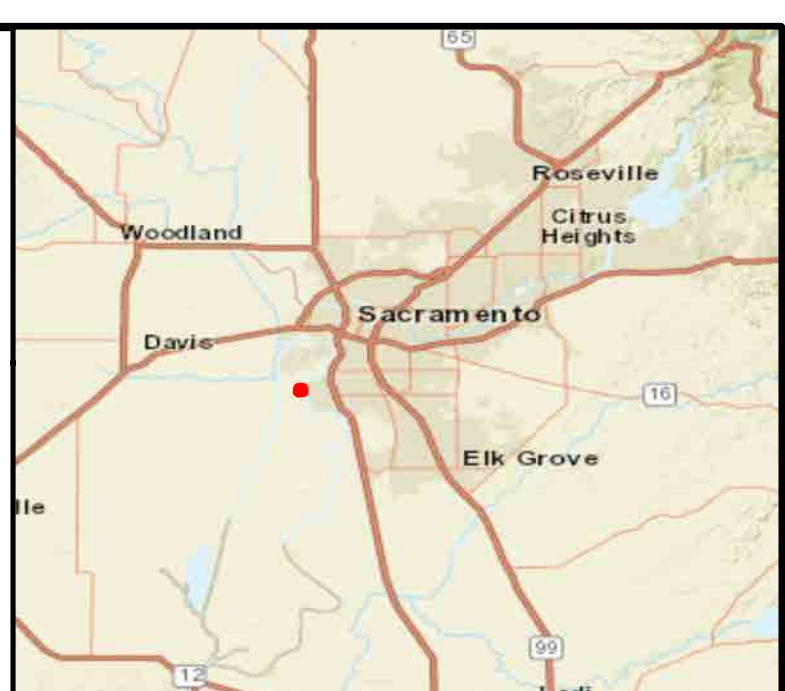 65
Roseville
Citrus
Heights
Woodland
Sacramento
Davis
16
Elk Grove
lle
99
12